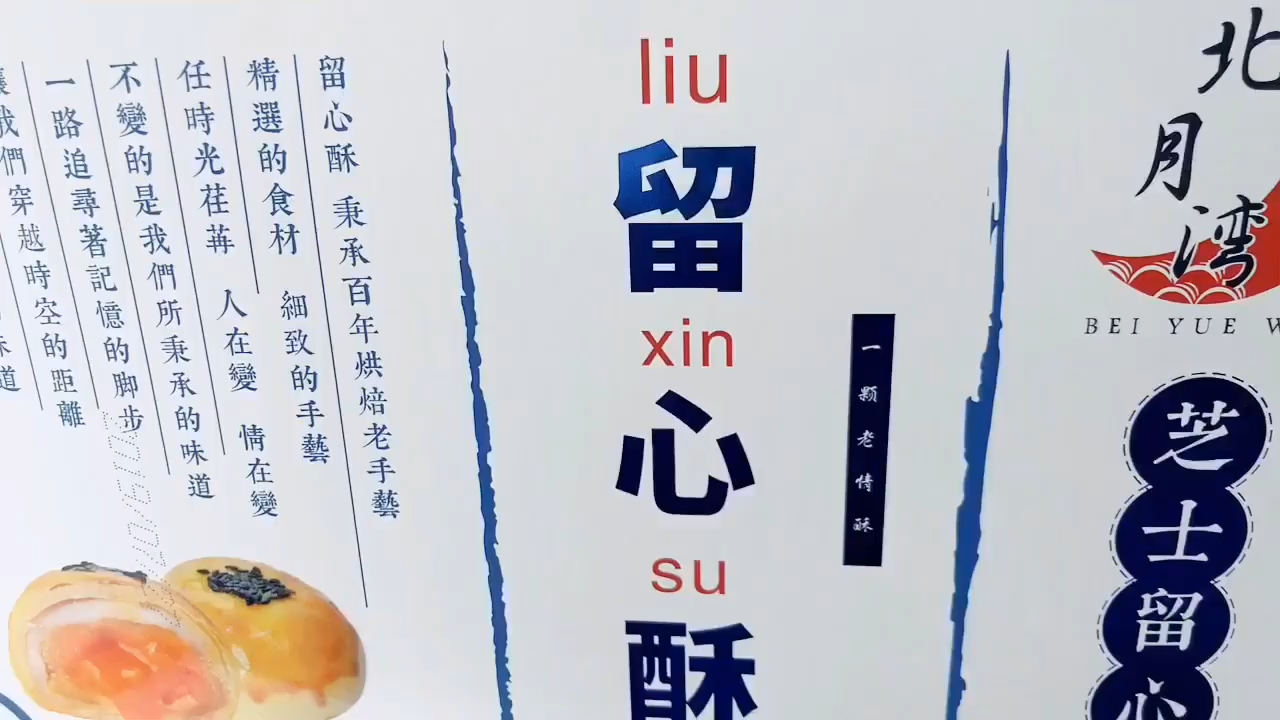 留心酥 秉承百年烘焙老手藝
精選的食材 細致的手藝
任時光荏苒 人在變 情在變
不變的是我們所秉承的味道
一路追尋著記憶的脚步
我們穿越時空的距離
味道
liu
留
xin
心
su
酥
一颗老情酥
北月湾
BEI YUE
芝士留心